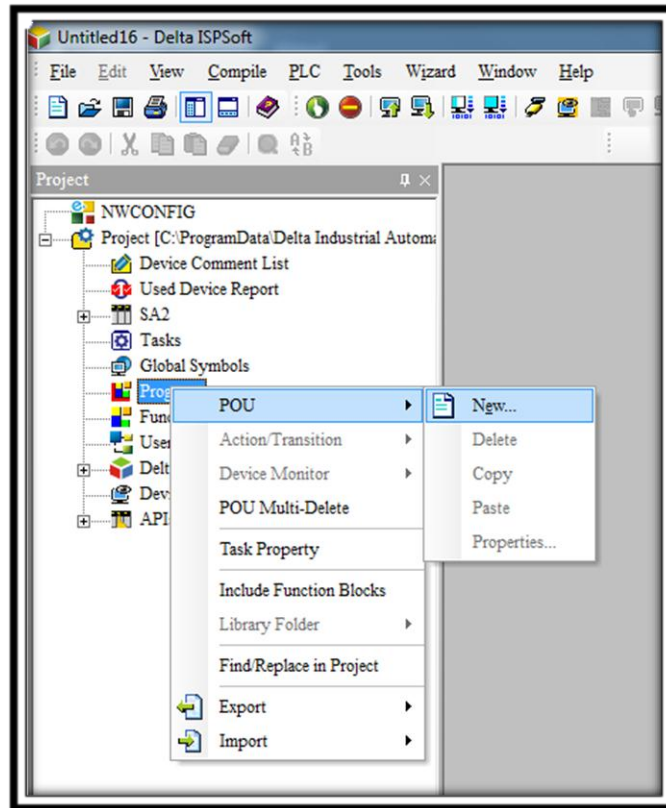 Untitled16 - Delta ISPSoft
File Edit View Compile PLC Tools Wizard Window Help
Project
NWCONFIG
Project [C:\ProgramData\Delta Industrial Automa
Device Comment List
Used Device Report
SA2
Tasks
Global Symbols
Prog
Func
User
Delt
Devi
API
POU
Action/Transition
Device Monitor
POU Multi-Delete
Task Property
Include Function Blocks
Library Folder
Find/Replace in Project
Export
Import
New...
Delete
Copy
Paste
Properties...